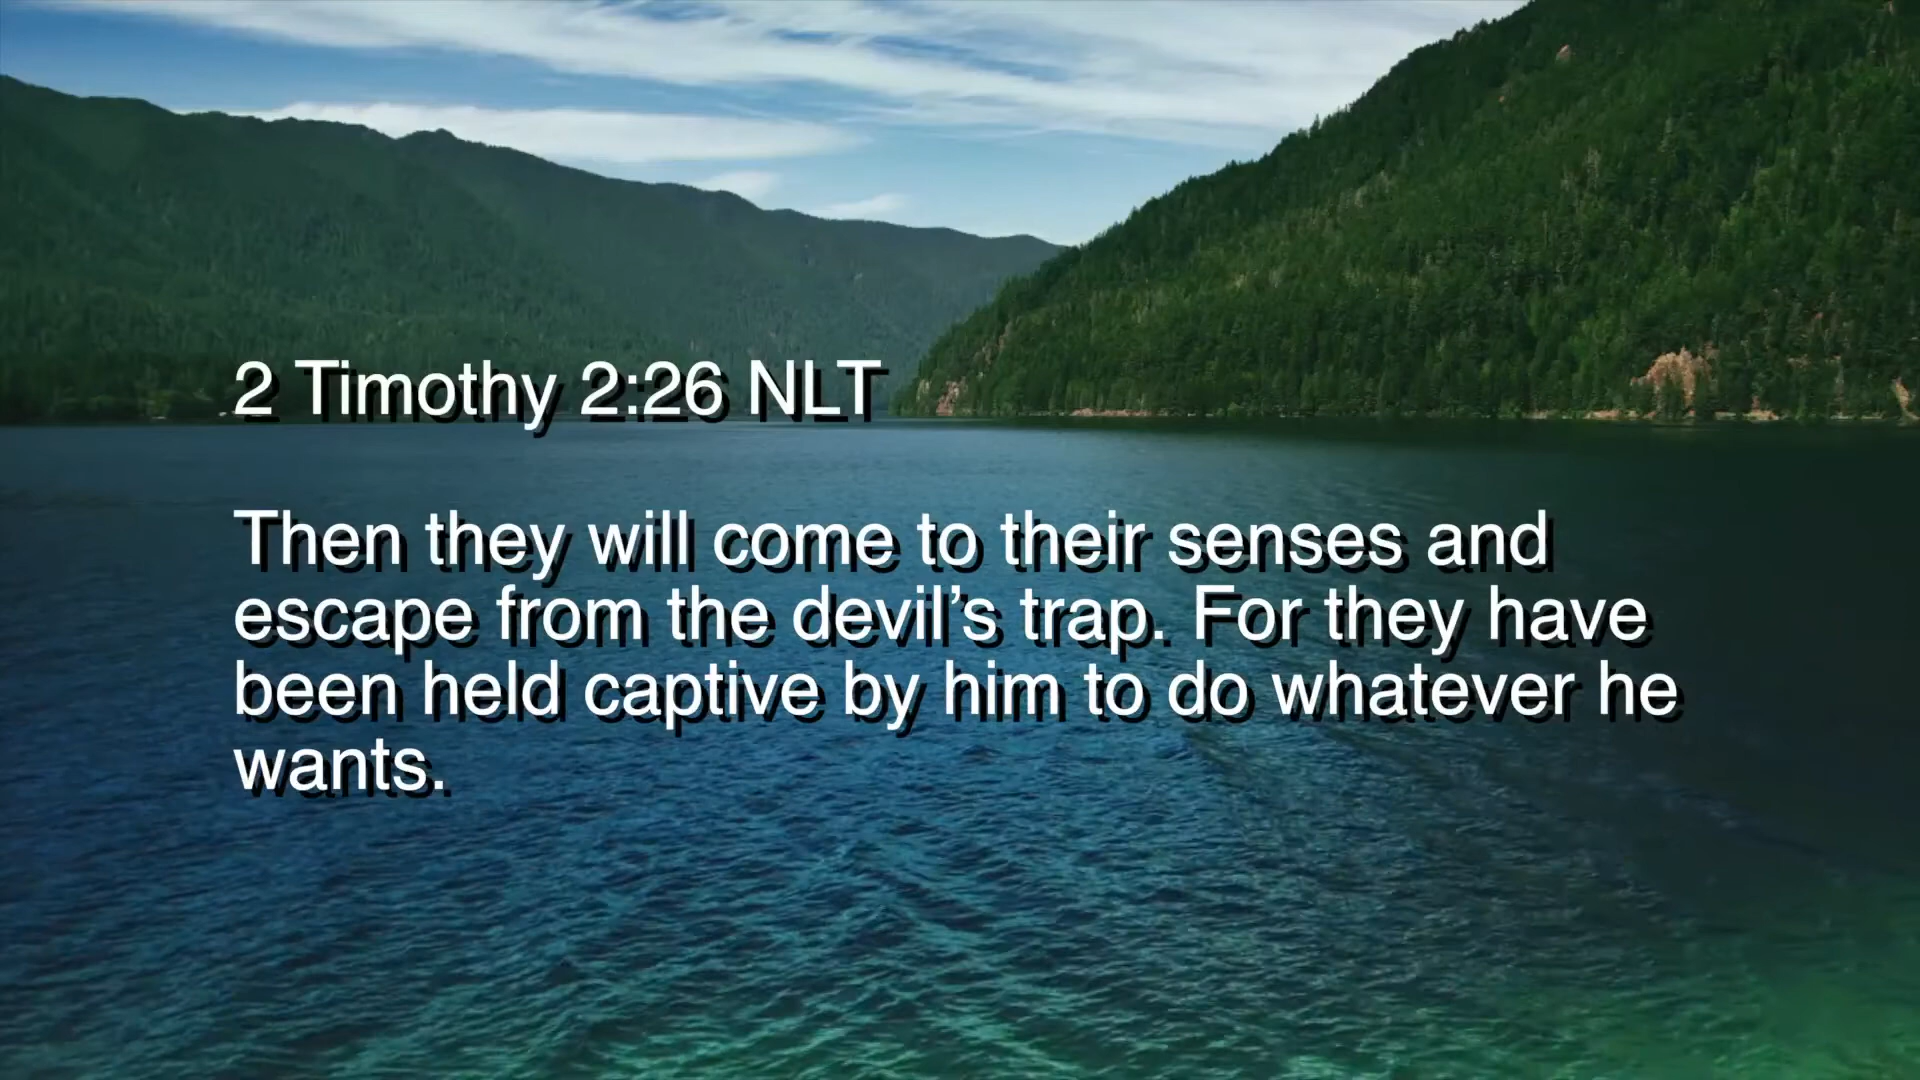 2 Timothy 2:26 NLT
Then they will come to their senses and
escape from the devil’s trap. For they have
been held captive by him to do whatever he
wants.